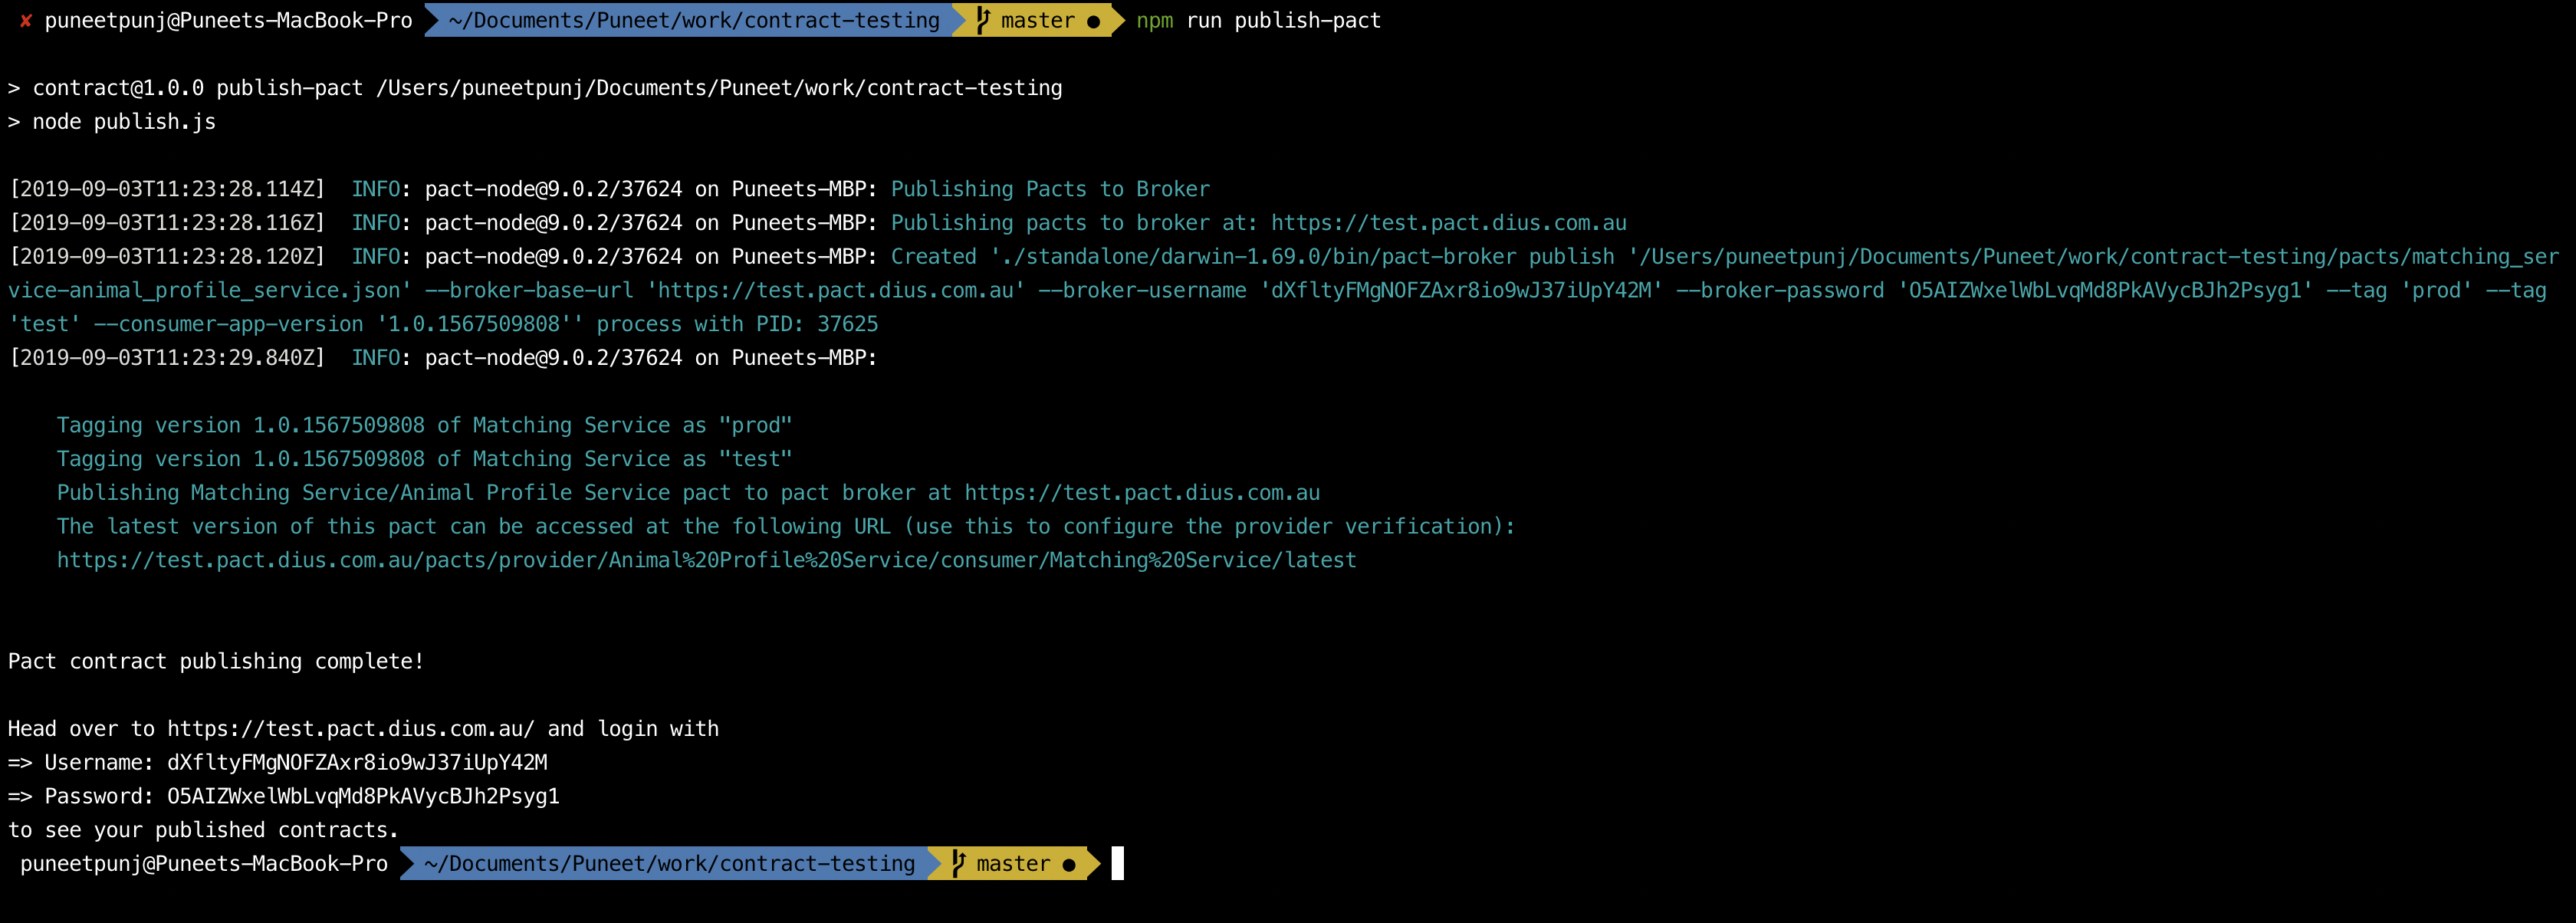 ✘ puneetpunj@Puneets-MacBook-Pro ~/Documents/Puneet/work/contract-testing master ● npm run publish-pact
> contract@1.0.0 publish-pact /Users/puneetpunj/Documents/Puneet/work/contract-testing
> node publish.js
[2019-09-03T11:23:28.114Z]  INFO: pact-node@9.0.2/37624 on Puneets-MBP: Publishing Pacts to Broker
[2019-09-03T11:23:28.116Z]  INFO: pact-node@9.0.2/37624 on Puneets-MBP: Publishing pacts to broker at: https://test.pact.dius.com.au
[2019-09-03T11:23:28.120Z]  INFO: pact-node@9.0.2/37624 on Puneets-MBP: Created './standalone/darwin-1.69.0/bin/pact-broker publish '/Users/puneetpunj/Documents/Puneet/work/contract-testing/pacts/matching_ser
vice-animal_profile_service.json' --broker-base-url 'https://test.pact.dius.com.au' --broker-username 'dXfltyFMgNOFZAxr8io9wJ37iUpY42M' --broker-password 'O5AIZWxelWbLvqMd8PkAVycBJh2Psyg1' --tag 'prod' --tag
'test' --consumer-app-version '1.0.1567509808'' process with PID: 37625
[2019-09-03T11:23:29.840Z]  INFO: pact-node@9.0.2/37624 on Puneets-MBP:
Tagging version 1.0.1567509808 of Matching Service as "prod"
Tagging version 1.0.1567509808 of Matching Service as "test"
Publishing Matching Service/Animal Profile Service pact to pact broker at https://test.pact.dius.com.au
The latest version of this pact can be accessed at the following URL (use this to configure the provider verification):
https://test.pact.dius.com.au/pacts/provider/Animal%20Profile%20Service/consumer/Matching%20Service/latest
Pact contract publishing complete!
Head over to https://test.pact.dius.com.au/ and login with
=> Username: dXfltyFMgNOFZAxr8io9wJ37iUpY42M
=> Password: O5AIZWxelWbLvqMd8PkAVycBJh2Psyg1
to see your published contracts.
puneetpunj@Puneets-MacBook-Pro ~/Documents/Puneet/work/contract-testing master ●